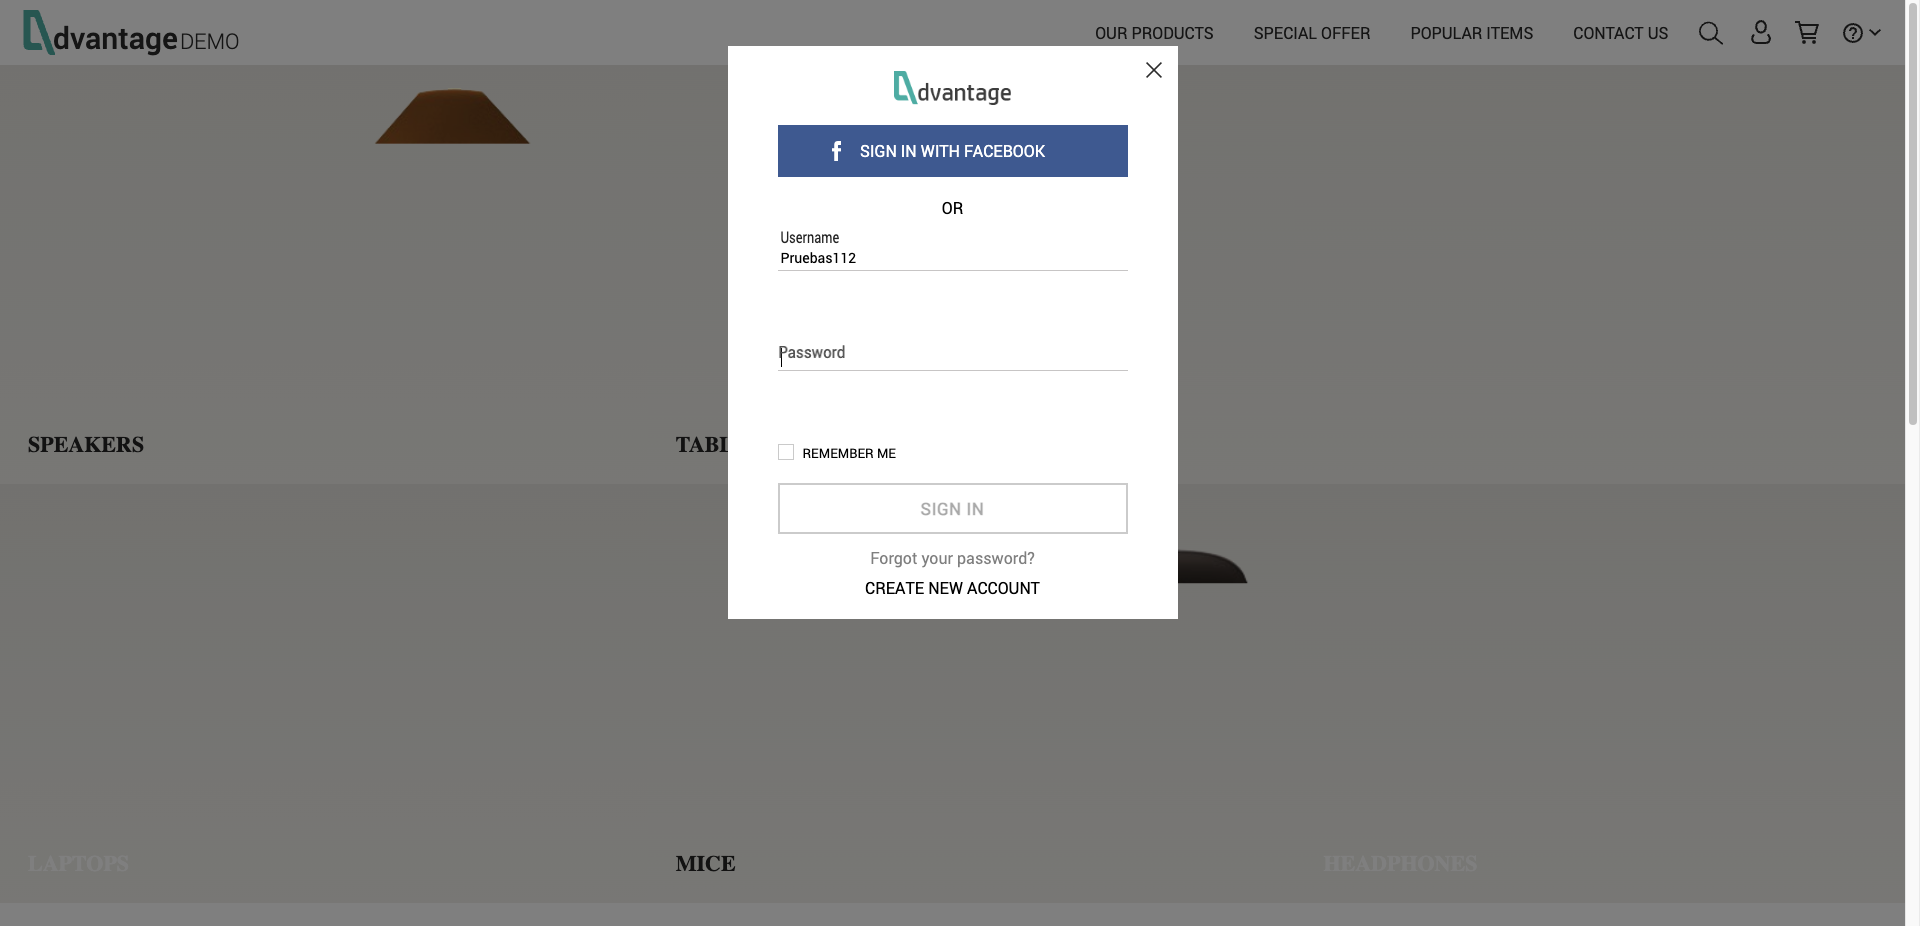 dvantage DEMO
OUR PRODUCTS
SPECIAL OFFER
POPULAR ITEMS
CONTACT US
dvantage
SIGN IN WITH FACEBOOK
OR
Username
Pruebas112
Password
REMEMBER ME
SIGN IN
Forgot your password?
CREATE NEW ACCOUNT
SPEAKERS
TABL
LAPTOPS
MICE
HEADPHONES